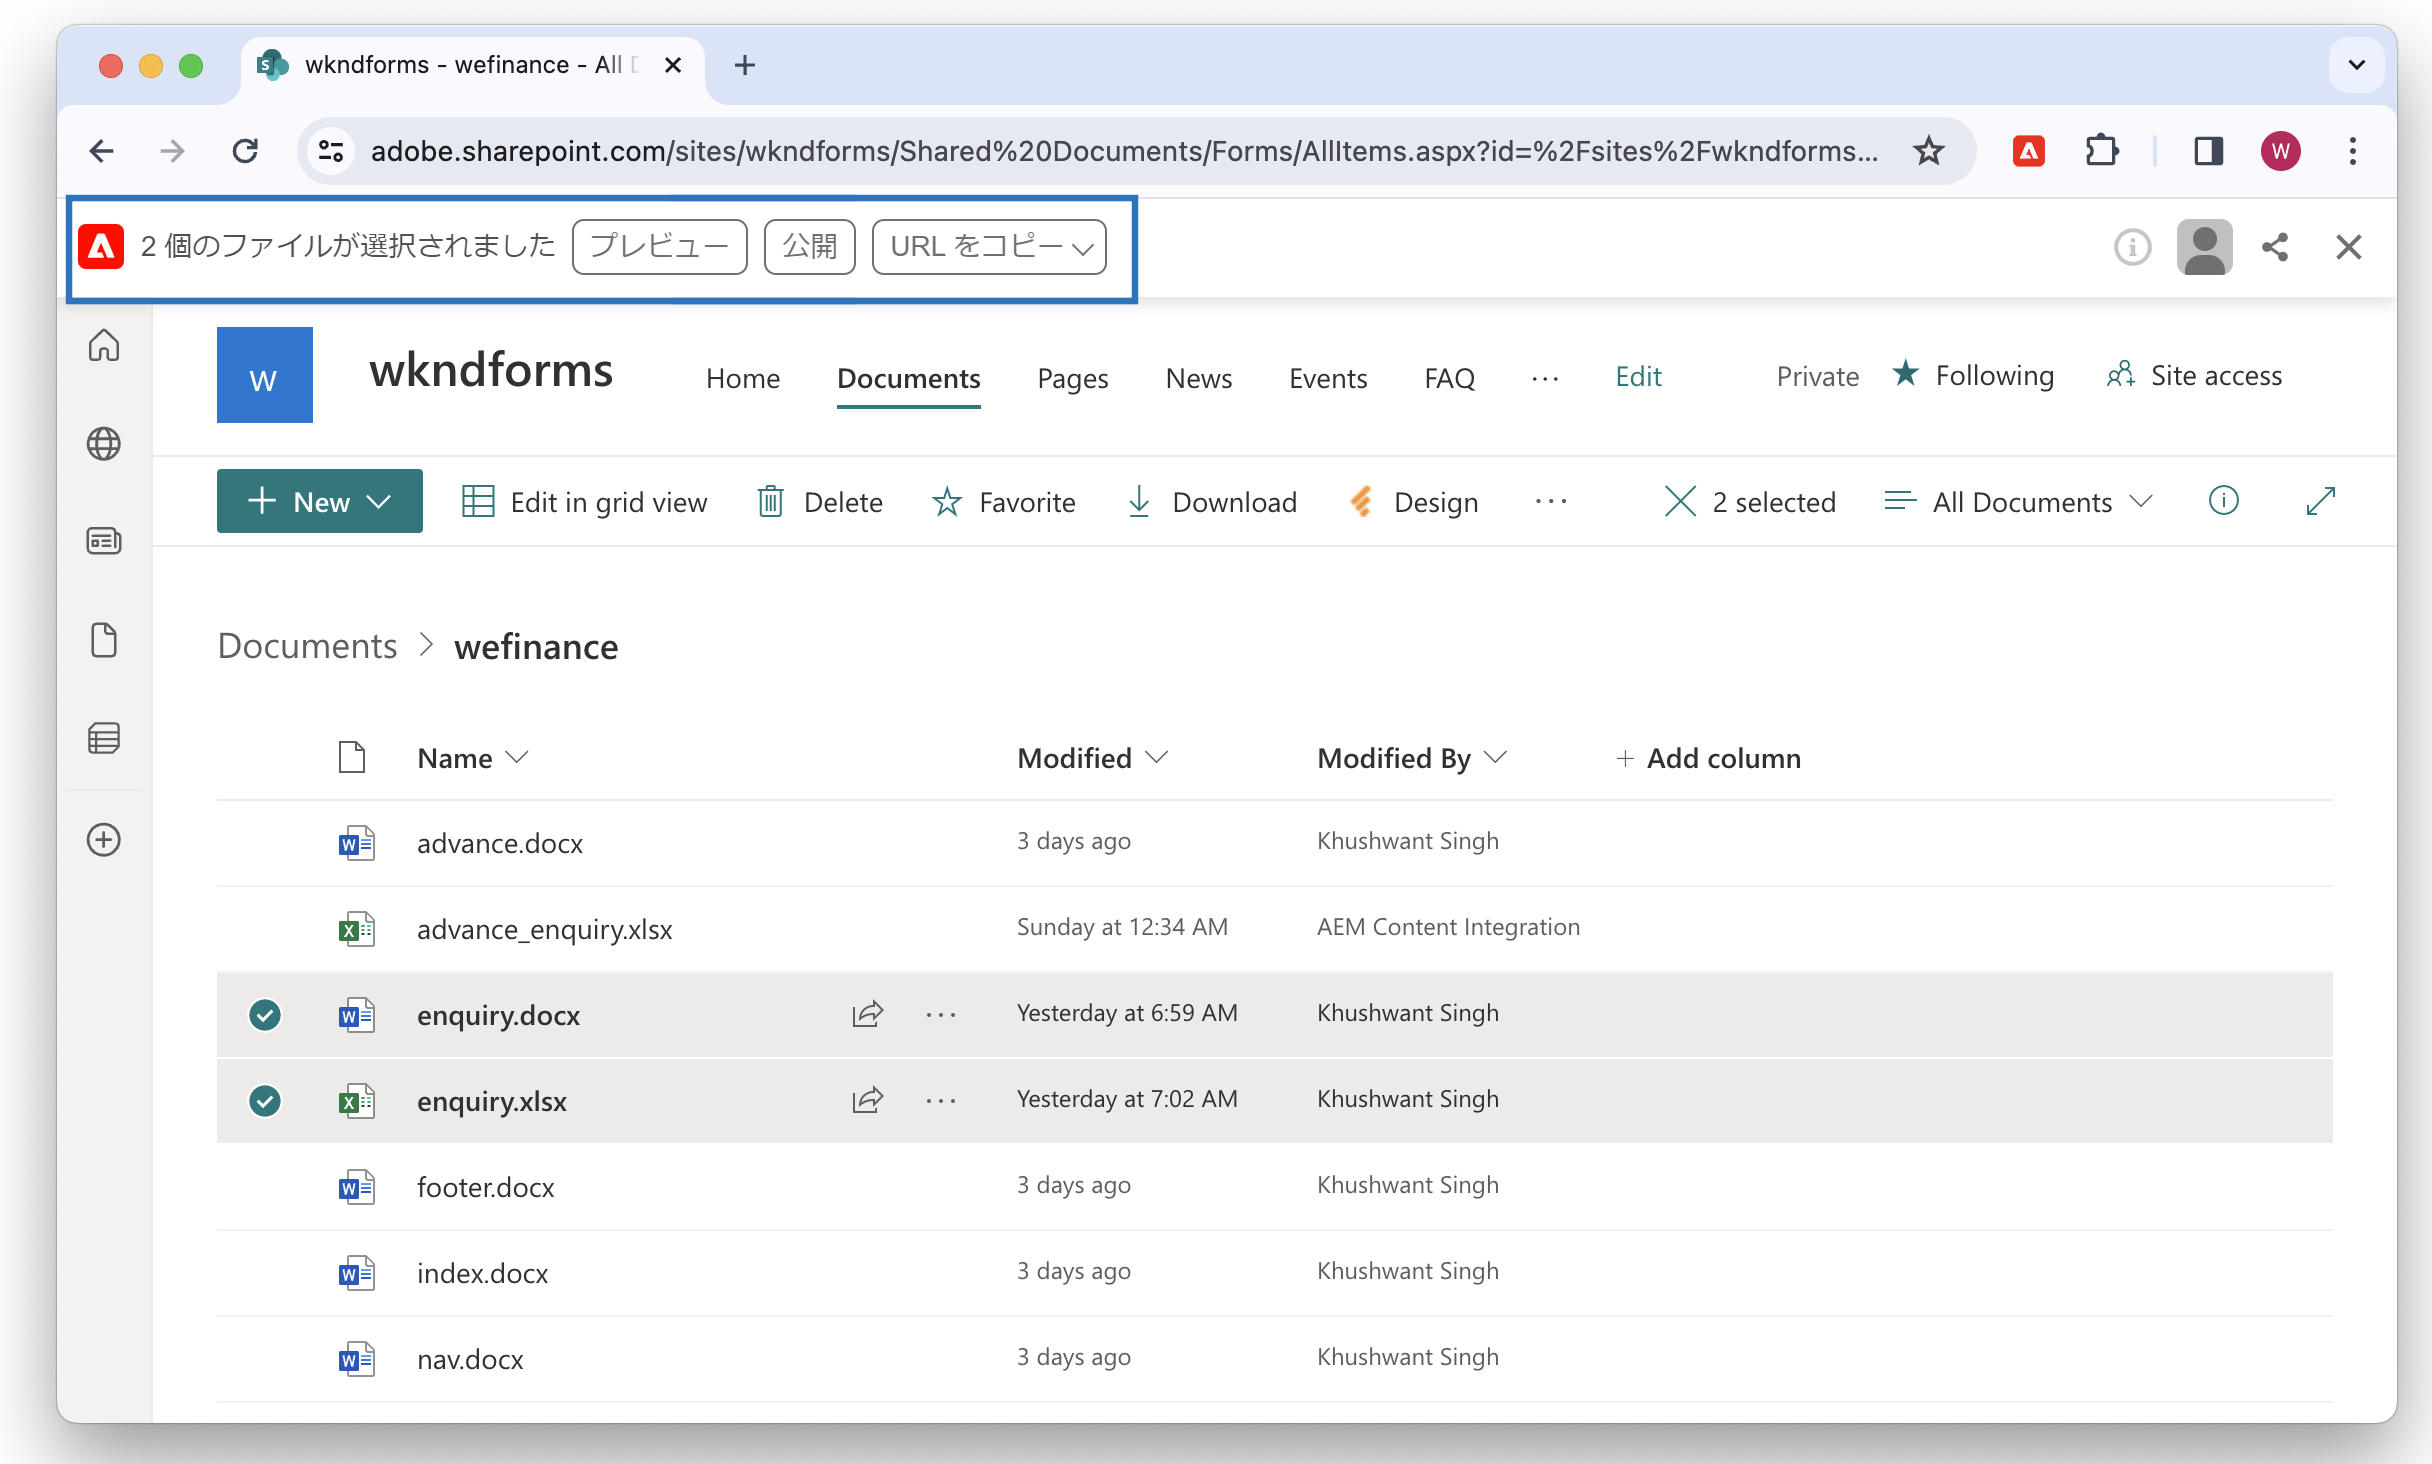 wkndforms - wefinance - All
adobe.sharepoint.com/sites/wkndforms/Shared%20Documents/Forms/AllItems.aspx?id=%2Fsites%2Fwkndforms...
W
2 個のファイルが選択されました プレビュー 公開 URL をコピー
W wkndforms Home Documents Pages News Events FAQ ... Edit Private Following Site access
New Edit in grid view Delete Favorite Download Design ... 2 selected All Documents
Documents > wefinance
Name Modified Modified By + Add column
advance.docx 3 days ago Khushwant Singh
advance_enquiry.xlsx Sunday at 12:34 AM AEM Content Integration
enquiry.docx ... Yesterday at 6:59 AM Khushwant Singh
enquiry.xlsx ... Yesterday at 7:02 AM Khushwant Singh
footer.docx 3 days ago Khushwant Singh
index.docx 3 days ago Khushwant Singh
nav.docx 3 days ago Khushwant Singh